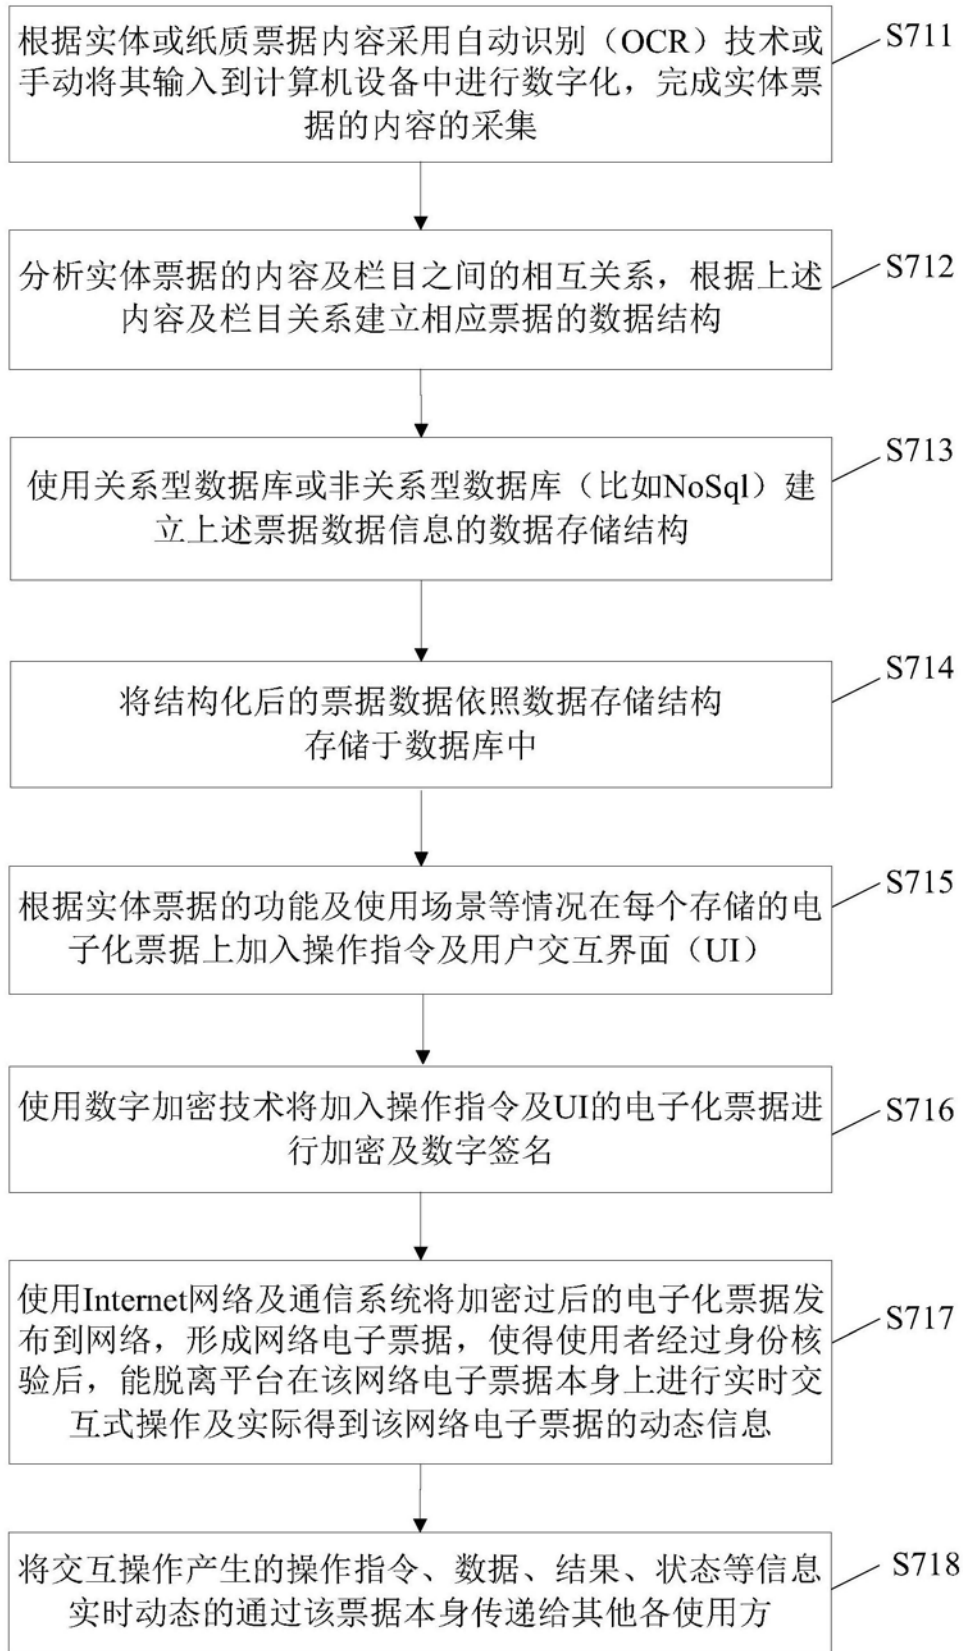 根据实体或纸质票据内容采用自动识别（OCR）技术或
手动将其输入到计算机设备中进行数字化，完成实体票
据的内容的采集
S711
分析实体票据的内容及栏目之间的相互关系，根据上述
内容及栏目关系建立相应票据的数据结构
S712
使用关系型数据库或非关系型数据库（比如NoSql）建
立上述票据数据信息的数据存储结构
S713
将结构化后的票据数据依照数据存储结构
存储于数据库中
S714
根据实体票据的功能及使用场景等情况在每个存储的电
子化票据上加入操作指令及用户交互界面（UI）
S715
使用数字加密技术将加入操作指令及UI的电子化票据进
行加密及数字签名
S716
使用Internet网络及通信系统将加密过后的电子化票据发
布到网络，形成网络电子票据，使得使用者经过身份核
验后，能脱离平台在该网络电子票据本身上进行实时交
互式操作及实际得到该网络电子票据的动态信息
S717
将交互操作产生的操作指令、数据、结果、状态等信息
实时动态的通过该票据本身传递给其他各使用方
S718